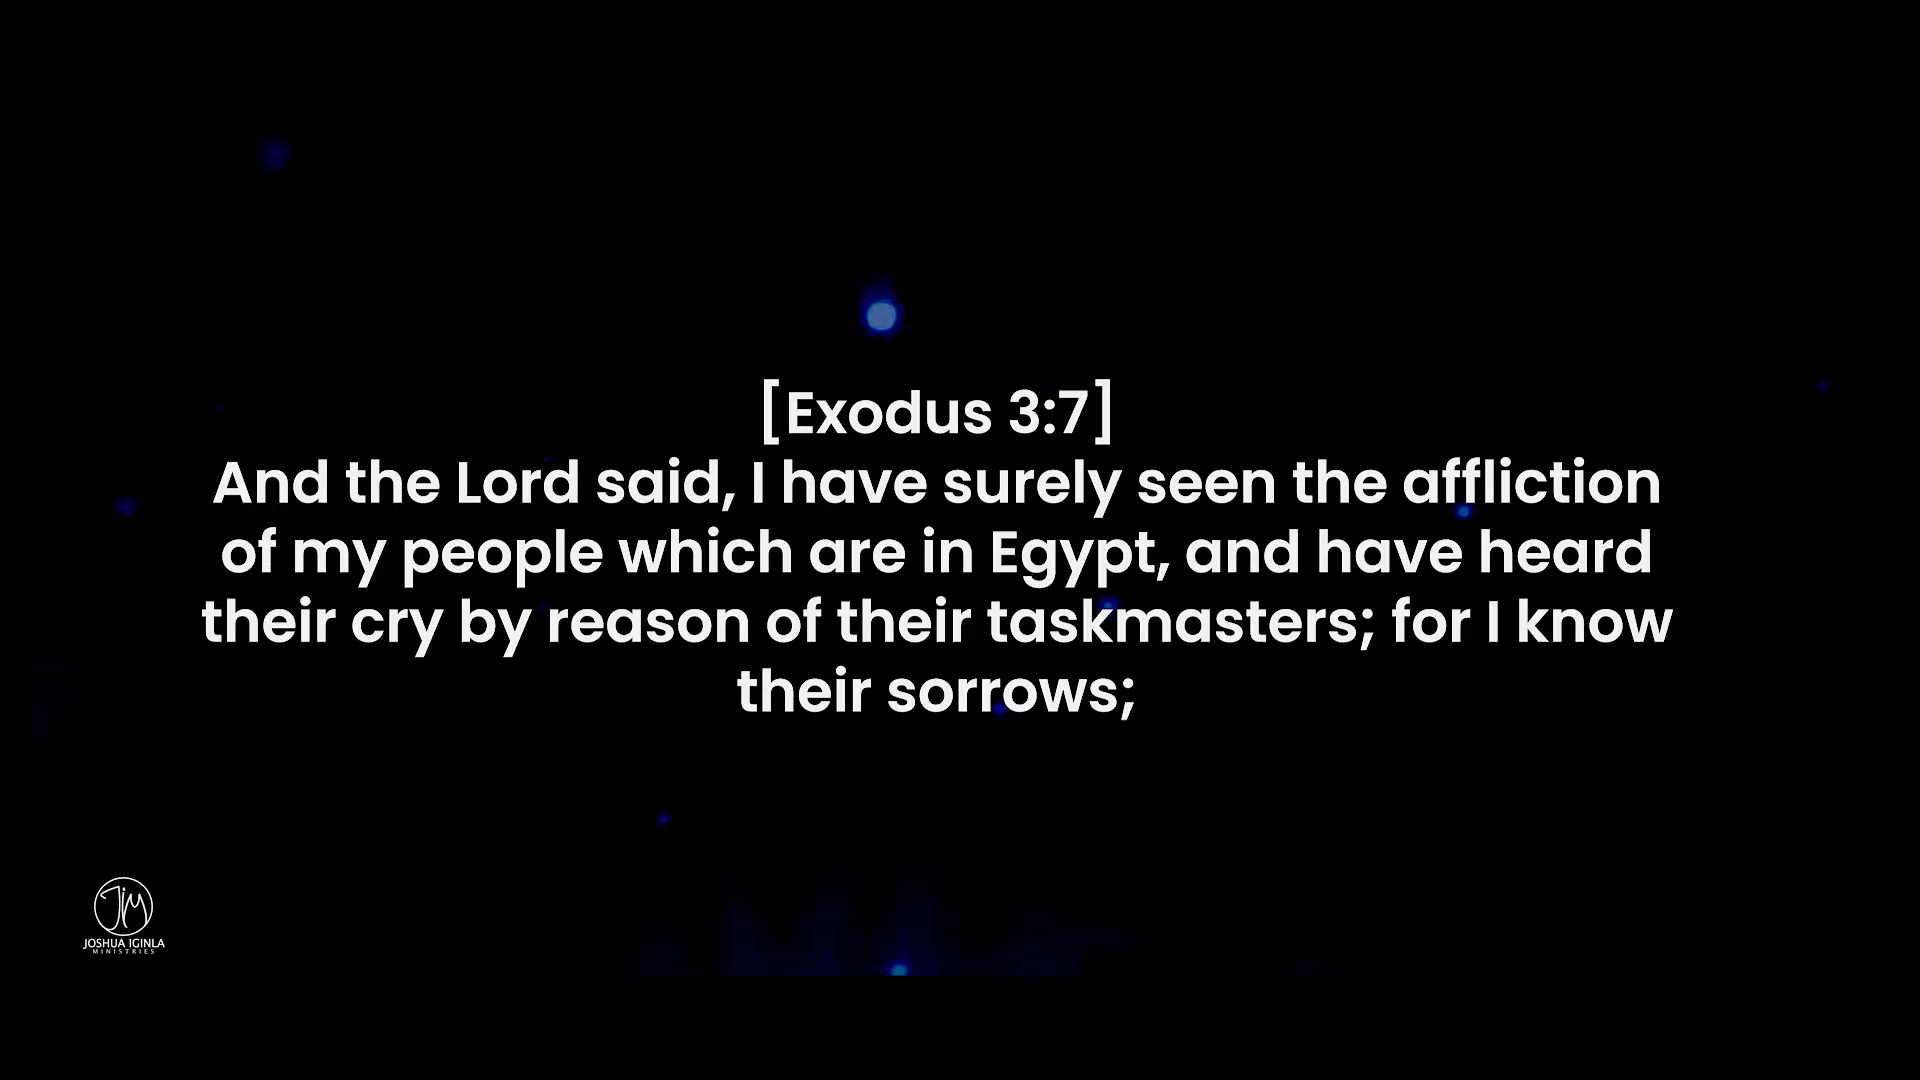 [Exodus 3:7]
And the Lord said, I have surely seen the affliction
of my people which are in Egypt, and have heard
their cry by reason of their taskmasters; for I know
their sorrows;
JM
JOSHUA IGINLA
MINISTRIES